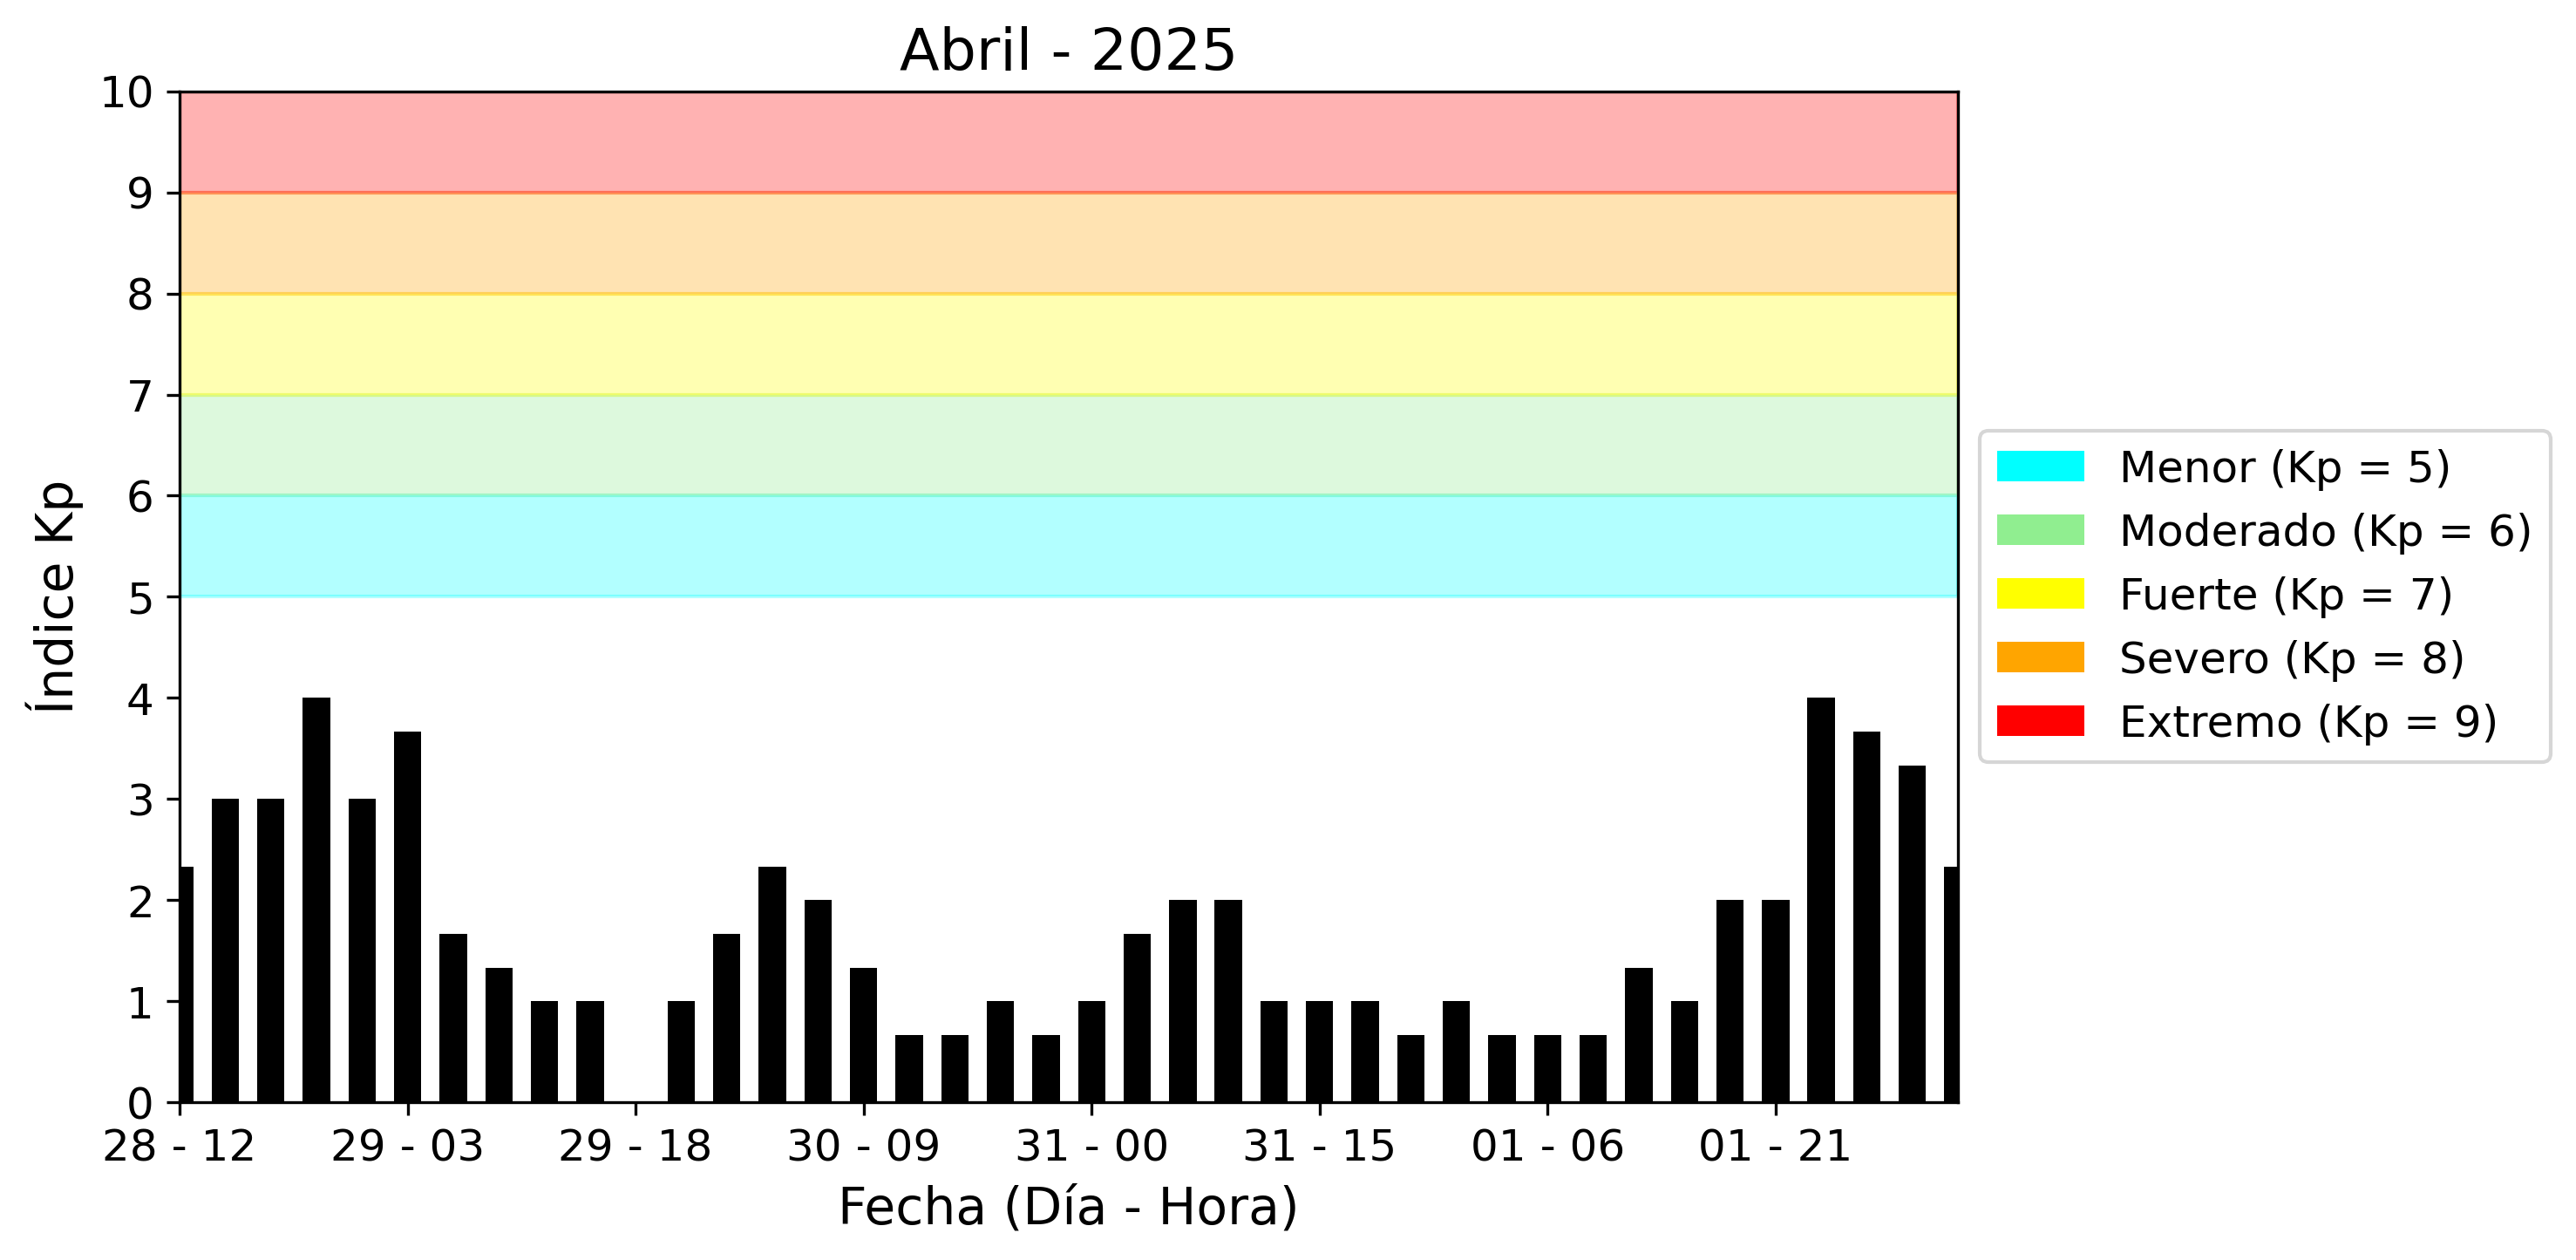 Abril - 2025
10
9
8
7
6
5
4
3
2
1
0
Índice Kp
28 - 12
29 - 03
29 - 18
30 - 09
31 - 00
31 - 15
01 - 06
01 - 21
Fecha (Día - Hora)
Menor (Kp = 5)
Moderado (Kp = 6)
Fuerte (Kp = 7)
Severo (Kp = 8)
Extremo (Kp = 9)